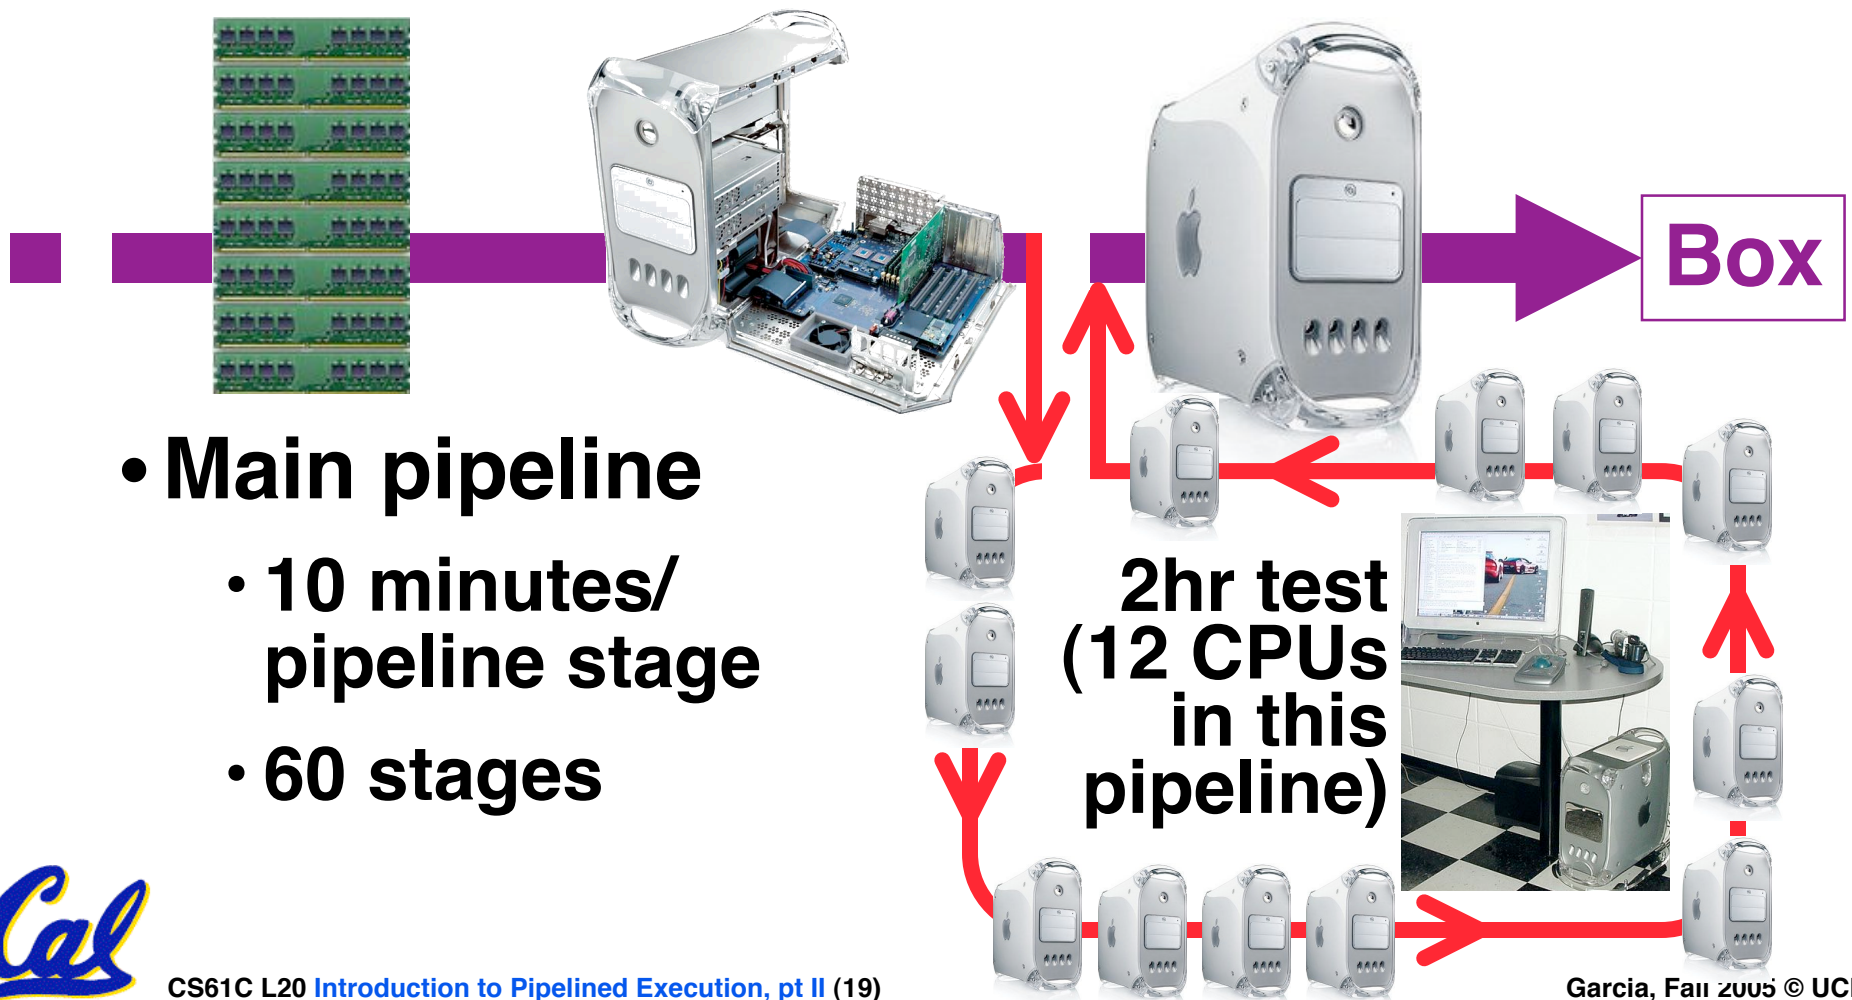 Box
• Main pipeline
• 10 minutes/
pipeline stage
• 60 stages
2hr test
(12 CPUs
in this
pipeline)
Cal
CS61C L20 Introduction to Pipelined Execution, pt II (19)
Garcia, Fall 2005 © UC